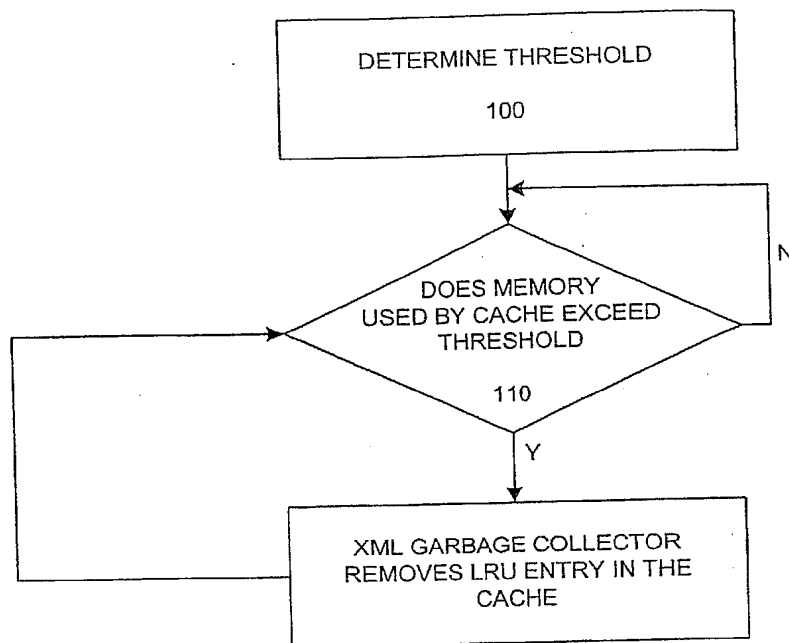 DETERMINE THRESHOLD
100
N
DOES MEMORY
USED BY CACHE EXCEED
THRESHOLD
110
Y
XML GARBAGE COLLECTOR
REMOVES LRU ENTRY IN THE
CACHE